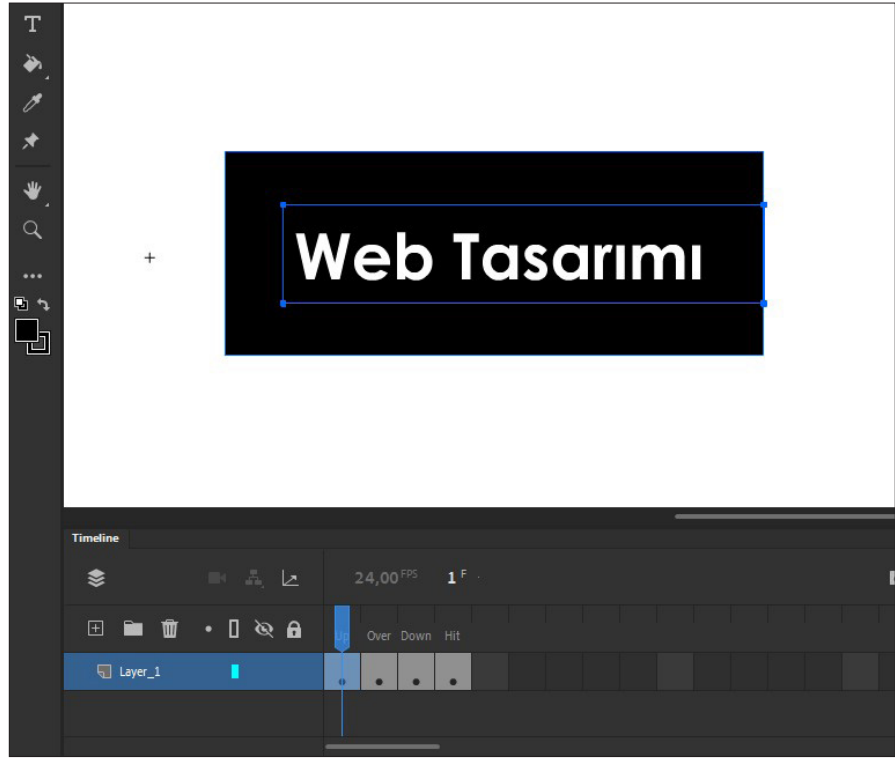 T
Web Tasarımı
Timeline
24,00 FPS 1 F
Up Over Down Hit
Layer_1